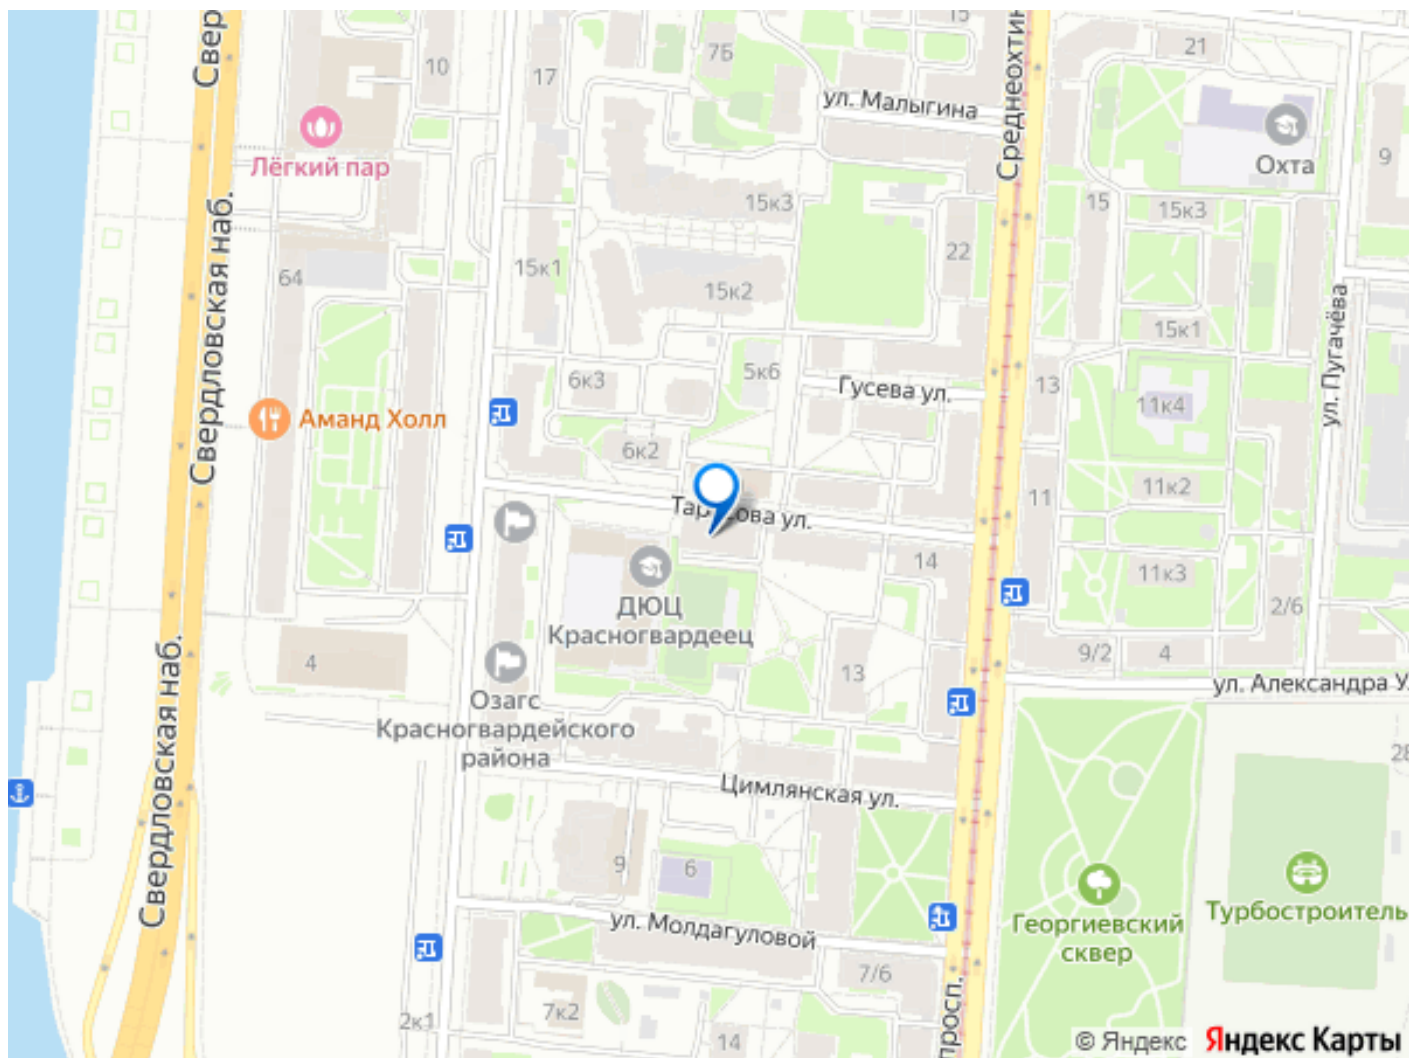 Свер
10
17
7Б
15
21
ул. Малыгина
Среднеохтин
Охта
9
Лёгкий пар
Свердловская наб.
15к3
15
15к3
22
15к1
64
15к2
15к1
ул. Пугачёва
6к3
5к6
Гусева ул.
13
11к4
Аманд Холл
6к2
11к2
11
ул.
14
11к3
ДЮЦ
Красногвардеец
2/6
4
13
9/2
4
ул. Александра У.
Свердловская наб.
Озагс
Красногвардейского
района
28
Цимлянская ул.
9
6
Георгиевский
сквер
Турбостроитель
ул. Молдагуловой
7/6
7к2
2к1
14
просп.
© Яндекс
Яндекс Карты